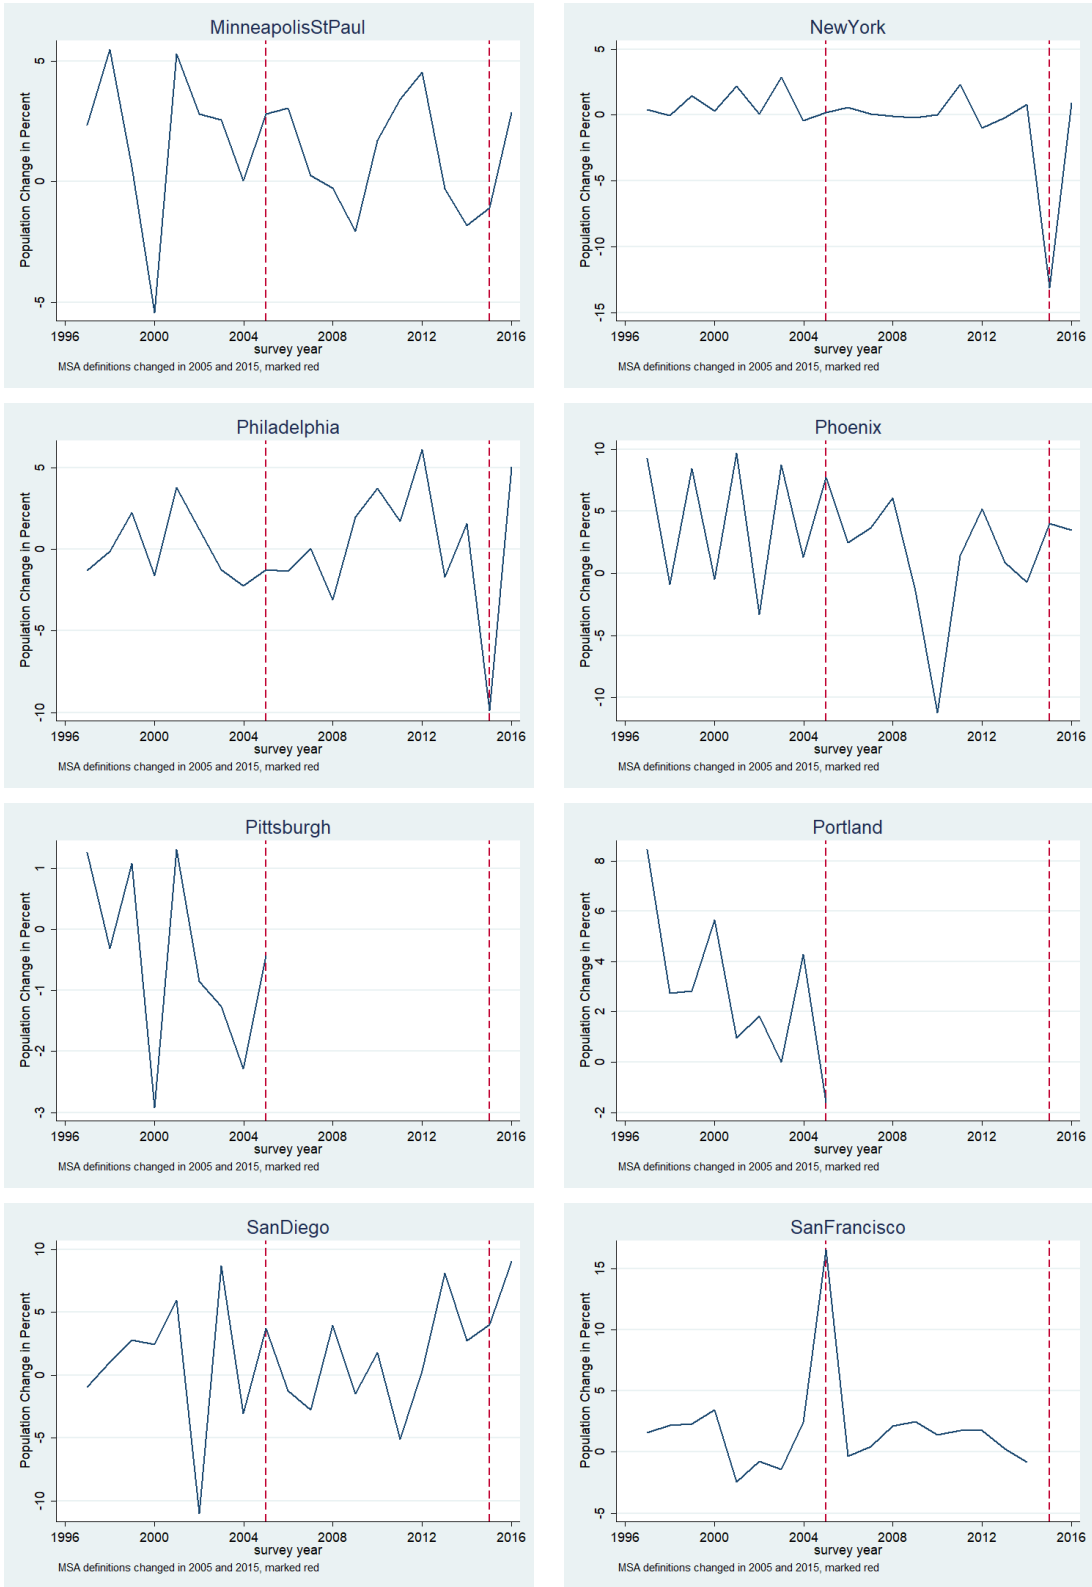 MinneapolisStPaul
Population Change in Percent
5
0
-5
1996 2000 2004 2008 2012 2016
survey year
MSA definitions changed in 2005 and 2015, marked red
NewYork
Population Change in Percent
5
0
-5
-10
-15
1996 2000 2004 2008 2012 2016
survey year
MSA definitions changed in 2005 and 2015, marked red
Philadelphia
Population Change in Percent
5
0
-5
-10
1996 2000 2004 2008 2012 2016
survey year
MSA definitions changed in 2005 and 2015, marked red
Phoenix
Population Change in Percent
10
5
0
-5
-10
1996 2000 2004 2008 2012 2016
survey year
MSA definitions changed in 2005 and 2015, marked red
Pittsburgh
Population Change in Percent
1
0
-1
-2
-3
1996 2000 2004 2008 2012 2016
survey year
MSA definitions changed in 2005 and 2015, marked red
Portland
Population Change in Percent
8
6
4
2
0
-2
1996 2000 2004 2008 2012 2016
survey year
MSA definitions changed in 2005 and 2015, marked red
SanDiego
Population Change in Percent
10
5
0
-5
-10
1996 2000 2004 2008 2012 2016
survey year
MSA definitions changed in 2005 and 2015, marked red
SanFrancisco
Population Change in Percent
15
10
5
0
-5
1996 2000 2004 2008 2012 2016
survey year
MSA definitions changed in 2005 and 2015, marked red